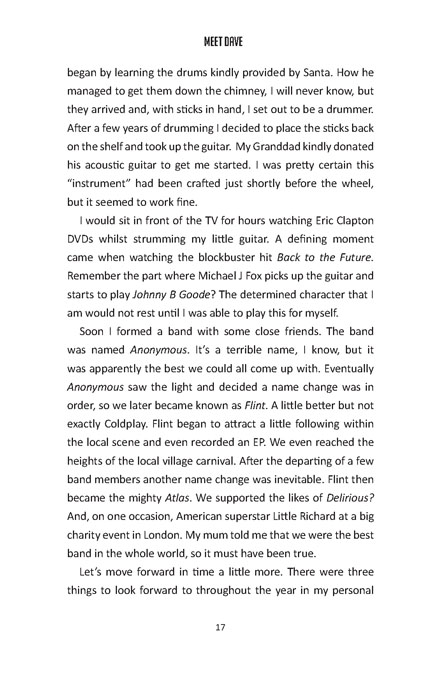 MEET DAVE
began by learning the drums kindly provided by Santa. How he
managed to get them down the chimney, I will never know, but
they arrived and, with sticks in hand, I set out to be a drummer.
After a few years of drumming I decided to place the sticks back
on the shelf and took up the guitar. My Granddad kindly donated
his acoustic guitar to get me started. I was pretty certain this
“instrument” had been crafted just shortly before the wheel,
but it seemed to work fine.
I would sit in front of the TV for hours watching Eric Clapton
DVDs whilst strumming my little guitar. A defining moment
came when watching the blockbuster hit Back to the Future.
Remember the part where Michael J Fox picks up the guitar and
starts to play Johnny B Goode? The determined character that I
am would not rest until I was able to play this for myself.
Soon I formed a band with some close friends. The band
was named Anonymous. It’s a terrible name, I know, but it
was apparently the best we could all come up with. Eventually
Anonymous saw the light and decided a name change was in
order, so we later became known as Flint. A little better but not
exactly Coldplay. Flint began to attract a little following within
the local scene and even recorded an EP. We even reached the
heights of the local village carnival. After the departing of a few
band members another name change was inevitable. Flint then
became the mighty Atlas. We supported the likes of Delirious?
And, on one occasion, American superstar Little Richard at a big
charity event in London. My mum told me that we were the best
band in the whole world, so it must have been true.
Let’s move forward in time a little more. There were three
things to look forward to throughout the year in my personal
17